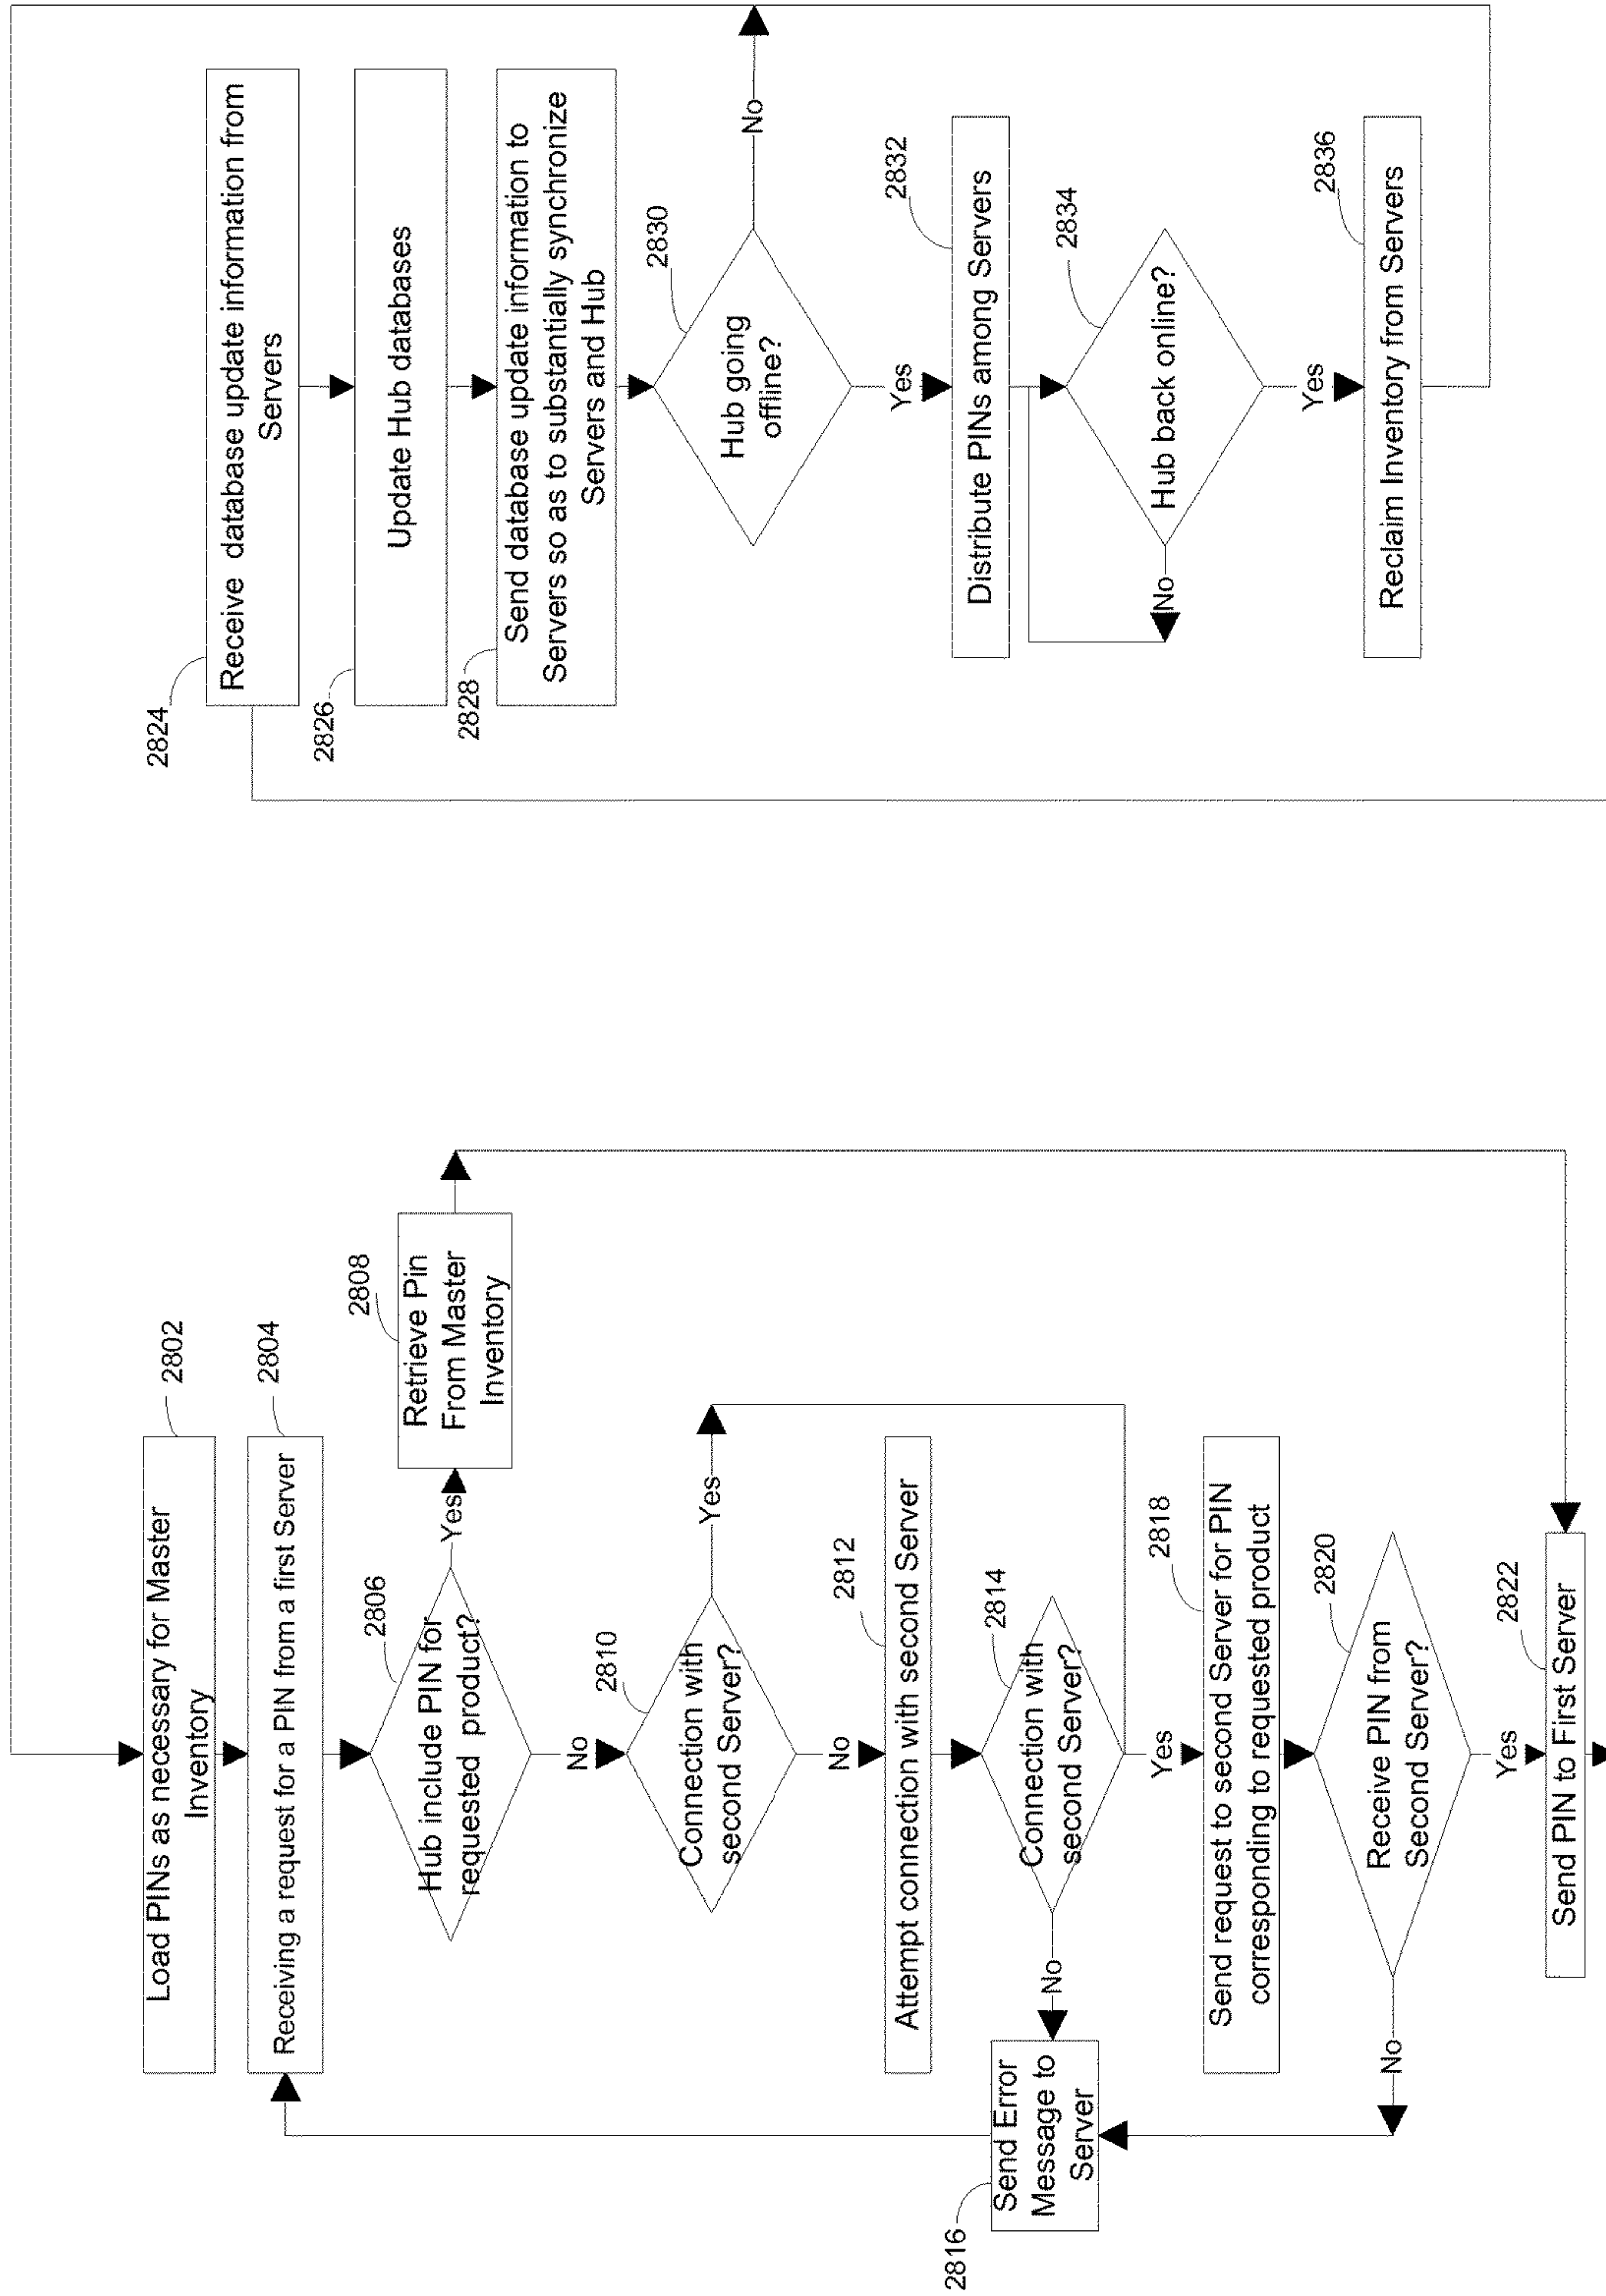 2802
Load PINs as necessary for Master
Inventory
2804
Receiving a request for a PIN from a first Server
2806
Hub include PIN for
requested product?
Yes
2808
Retrieve Pin
From Master
Inventory
No
2810
Connection with
second Server?
Yes
No
2812
Attempt connection with second Server
2814
Connection with
second Server?
No
2816
Send Error
Message to
Server
Yes
2818
Send request to second Server for PIN
corresponding to requested product
2820
Receive PIN from
Second Server?
No
Yes
2822
Send PIN to First Server
2824
Receive database update information from
Servers
2826
Update Hub databases
2828
Send database update information to
Servers so as to substantially synchronize
Servers and Hub
2830
Hub going
offline?
No
Yes
2832
Distribute PINs among Servers
2834
Hub back online?
No
Yes
2836
Reclaim Inventory from Servers